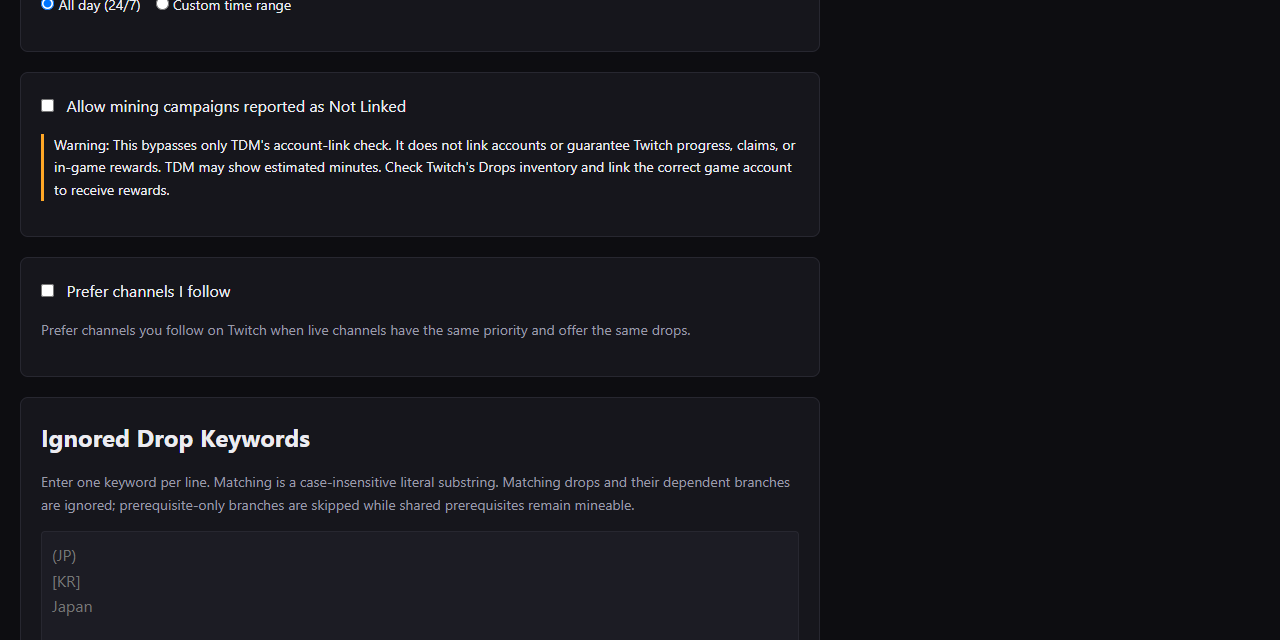 All day (24/7) Custom time range
Allow mining campaigns reported as Not Linked
Warning: This bypasses only TDM's account-link check. It does not link accounts or guarantee Twitch progress, claims, or
in-game rewards. TDM may show estimated minutes. Check Twitch's Drops inventory and link the correct game account
to receive rewards.
Prefer channels I follow
Prefer channels you follow on Twitch when live channels have the same priority and offer the same drops.
Ignored Drop Keywords
Enter one keyword per line. Matching is a case-insensitive literal substring. Matching drops and their dependent branches
are ignored; prerequisite-only branches are skipped while shared prerequisites remain mineable.
(JP)
[KR]
Japan